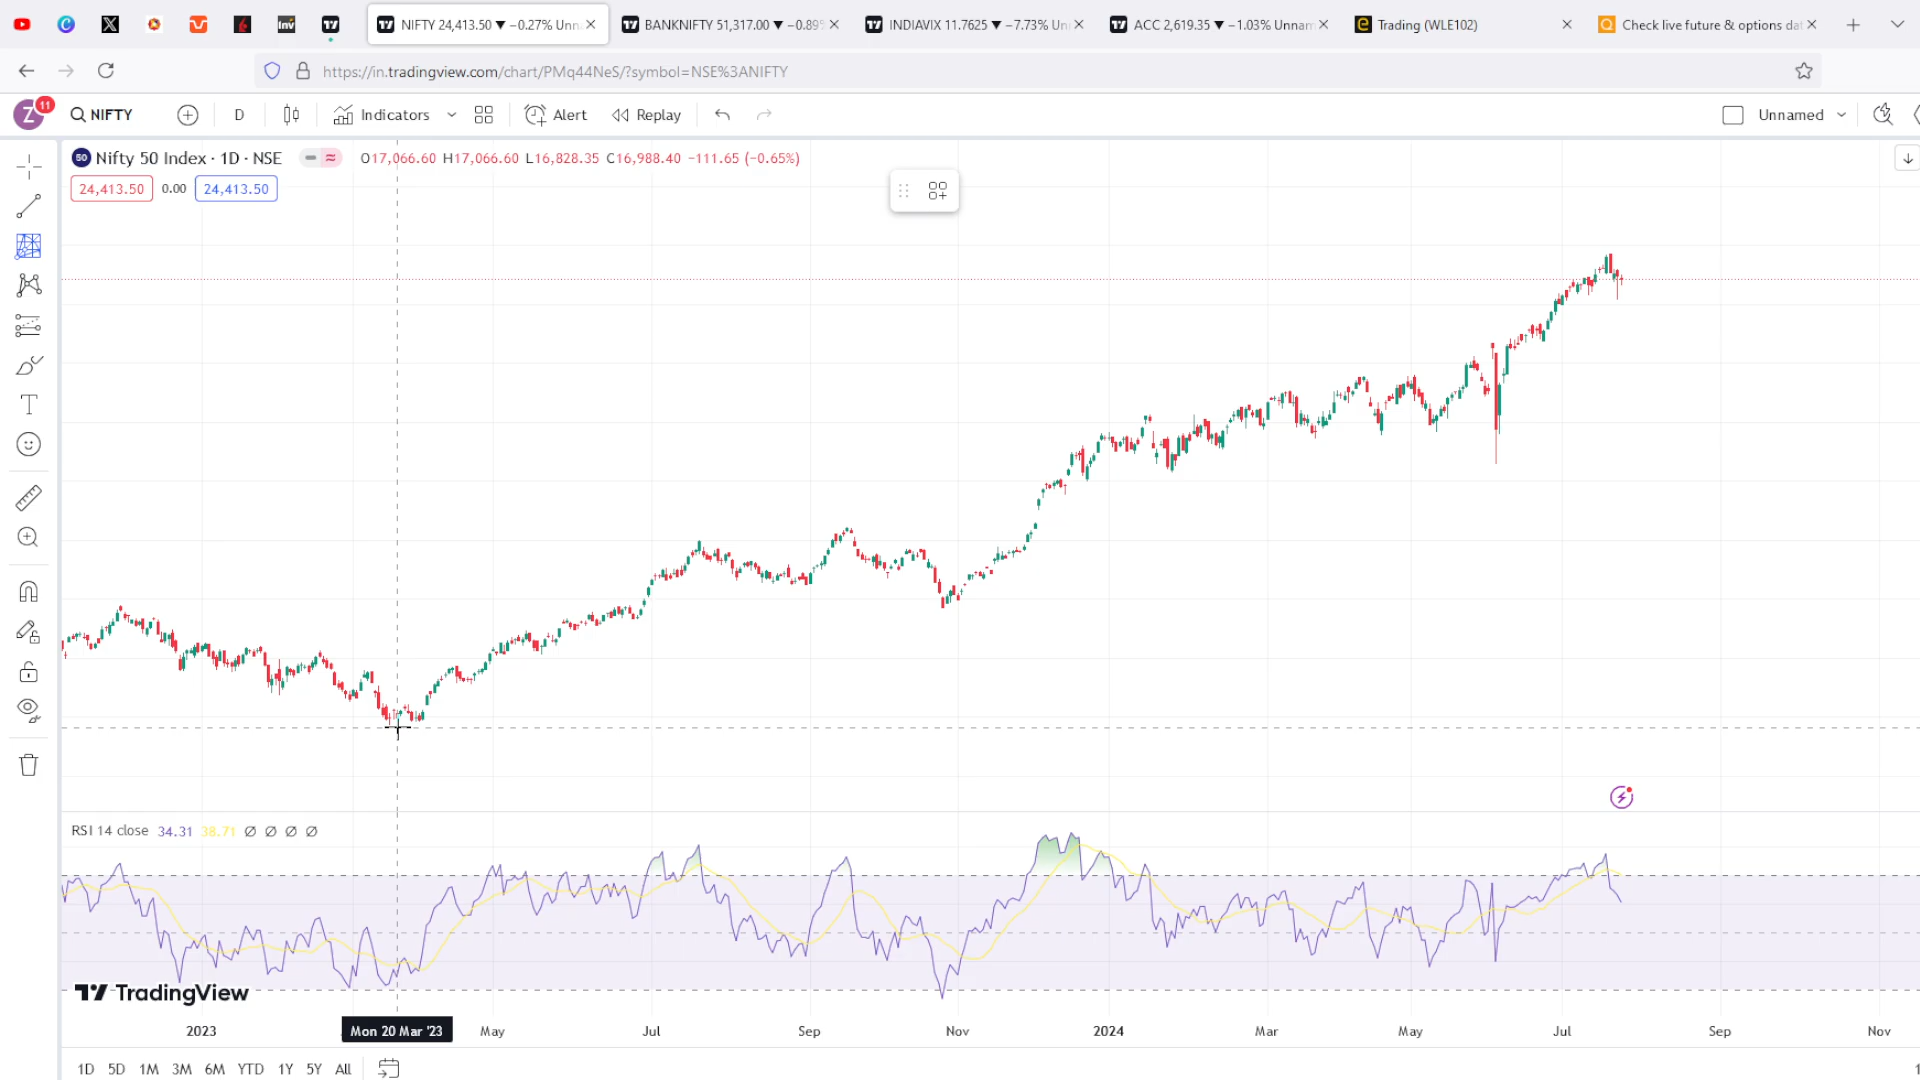 NIFTY 24,413.50 ▼ −0.27% Unn
BANKNIFTY 51,317.00 ▼ −0.89%
INDIAVIX 11.7625 ▼ −7.73% Un
ACC 2,619.35 ▼ −1.03% Unnam
Trading (WLE102)
Check live future & options da
https://in.tradingview.com/chart/PMq44NeS/?symbol=NSE%3ANIFTY
Z 11 NIFTY D Indicators Alert Replay Unnamed
50 Nifty 50 Index · 1D · NSE O17,066.60 H17,066.60 L16,828.35 C16,988.40 −111.65 (−0.65%)
24,413.50 0.00 24,413.50
RSI 14 close 34.31 38.71 Ø Ø Ø Ø
TradingView
2023 Mon 20 Mar '23 May Jul Sep Nov 2024 Mar May Jul Sep Nov
1D 5D 1M 3M 6M YTD 1Y 5Y All